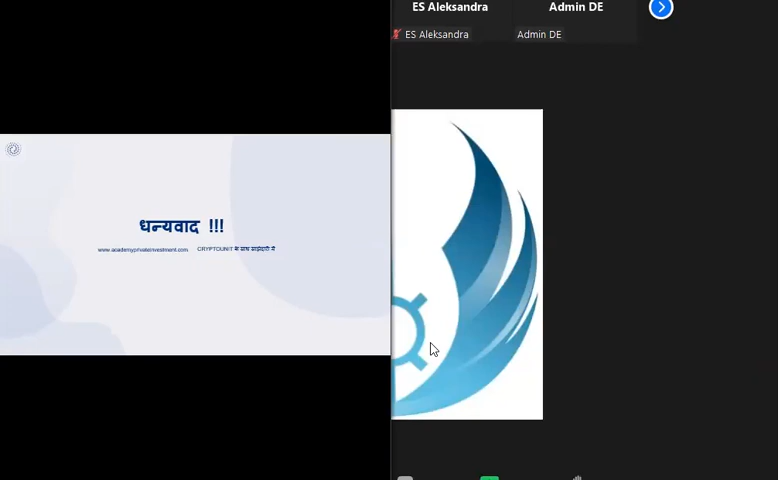 ES Aleksandra
Admin DE
ES Aleksandra
Admin DE
धन्यवाद !!!
www.academyprivateinvestment.com CRYPTOUNIT के साथ साझेदारी में